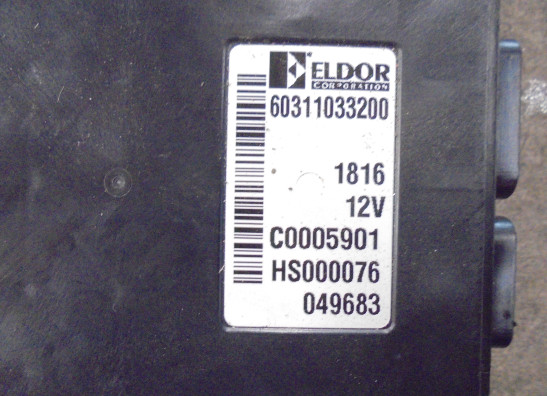 ELDOR
CORPORATION
60311033200
1816
12V
C0005901
HS000076
049683